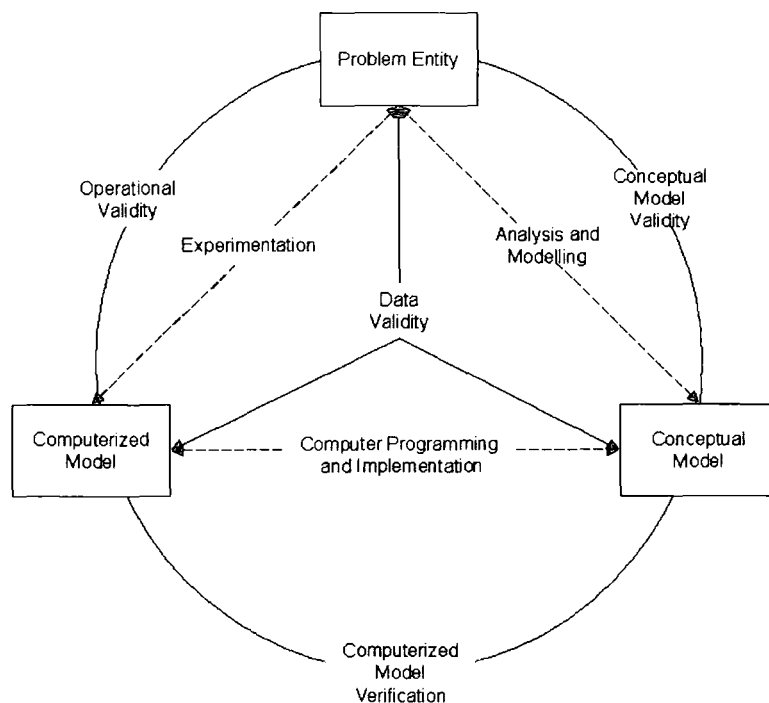 Problem Entity
Operational
Validity
Conceptual
Model
Validity
Experimentation
Analysis and
Modelling
Data
Validity
Computerized
Model
Computer Programming
and Implementation
Conceptual
Model
Computerized
Model
Verification